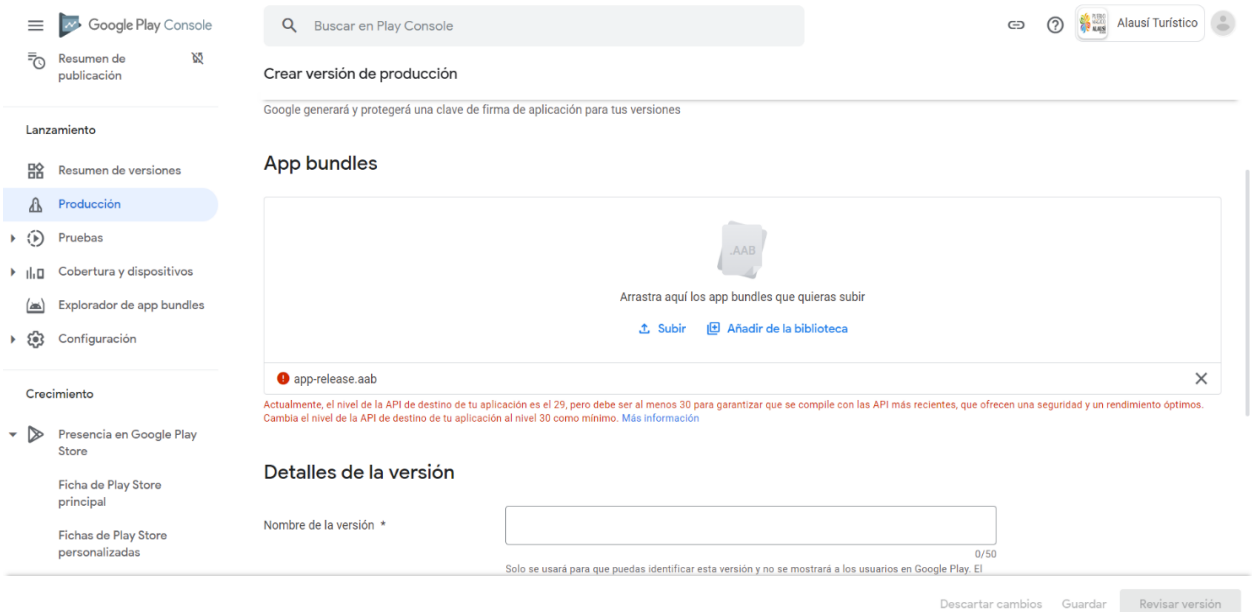 Google Play Console
Buscar en Play Console
Alausí Turístico
Resumen de
publicación
Lanzamiento
Resumen de versiones
Producción
Pruebas
Cobertura y dispositivos
Explorador de app bundles
Configuración
Crecimiento
Presencia en Google Play
Store
Ficha de Play Store
principal
Fichas de Play Store
personalizadas
Crear versión de producción
Google generará y protegerá una clave de firma de aplicación para tus versiones
App bundles
.AAB
Arrastra aquí los app bundles que quieras subir
Subir
Añadir de la biblioteca
app-release.aab
Actualmente, el nivel de la API de destino de tu aplicación es el 29, pero debe ser al menos 30 para garantizar que se compile con las API más recientes, que ofrecen una seguridad y un rendimiento óptimos.
Cambia el nivel de la API de destino de tu aplicación al nivel 30 como mínimo. Más información
Detalles de la versión
Nombre de la versión *
0/50
Solo se usará para que puedas identificar esta versión y no se mostrará a los usuarios en Google Play. El
Descartar cambios
Guardar
Revisar versión